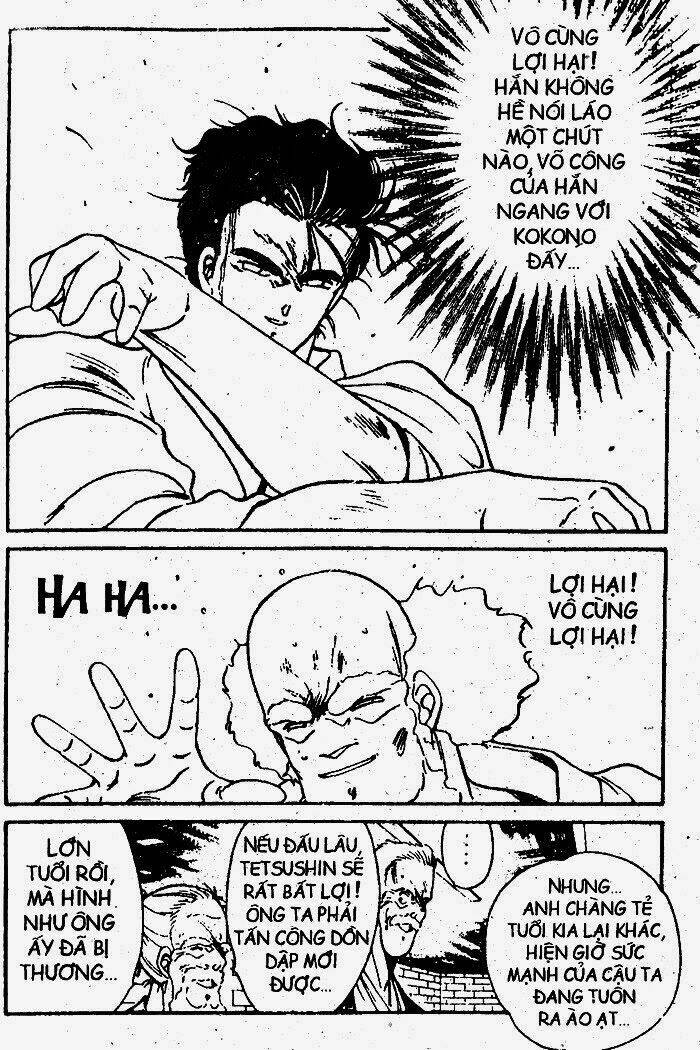 VÔ CÙNG
LỢI HẠI!
HẮN KHÔNG
HỀ NÓI LÁO
MỘT CHÚT
NÀO, VÕ CÔNG
CỦA HẮN
NGANG VỚI
KOKONO
ĐẤY...
HA HA...
LỢI HẠI!
VÔ CÙNG
LỢI HẠI!
LỚN
TUỔI RỒI,
MÀ HÌNH
NHƯ ÔNG
ẤY ĐÃ BỊ
THƯƠNG...
NẾU ĐẤU LÂU,
TETSUSHIN SẼ
RẤT BẤT LỢI!
ÔNG TA PHẢI
TẤN CÔNG DỒN
DẬP MỚI
ĐƯỢC...
...
NHƯNG...
ANH CHÀNG TẺ
TUỔI KIA LẠI KHÁC,
HIỆN GIỜ SỨC
MẠNH CỦA CẬU TA
ĐANG TUÔN
RA ÀO ẠT...